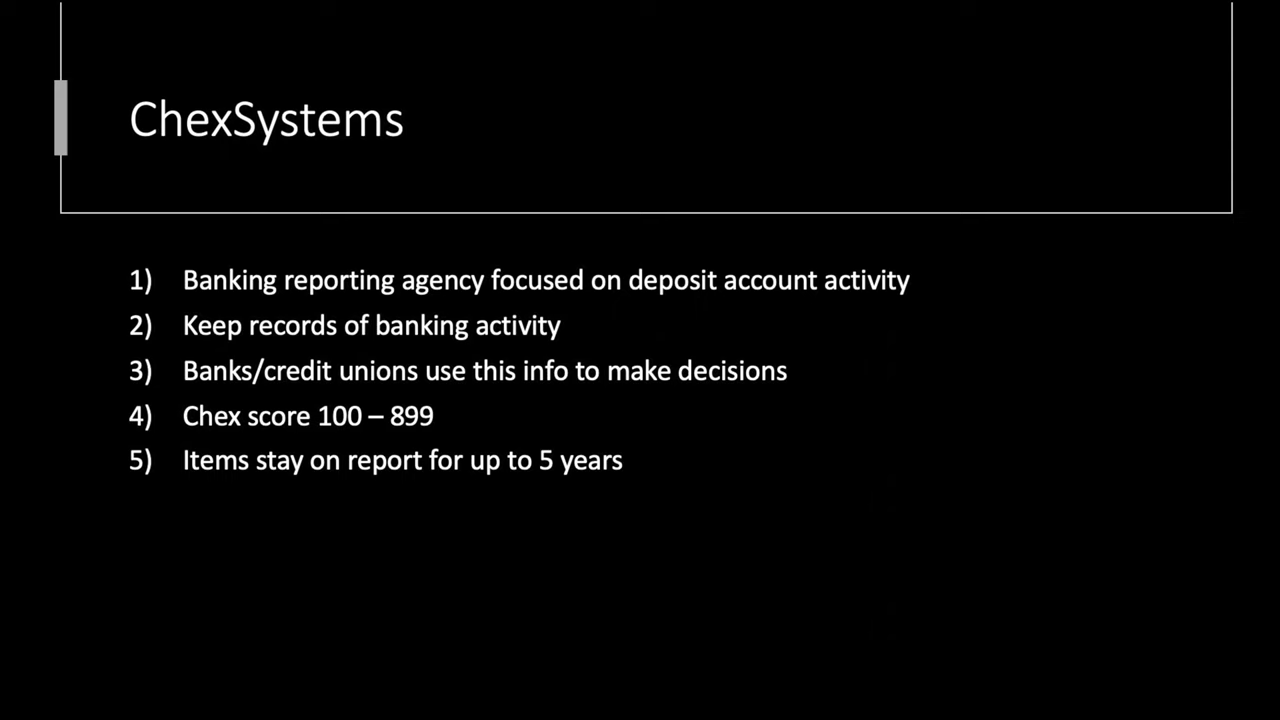 ChexSystems
1) Banking reporting agency focused on deposit account activity
2) Keep records of banking activity
3) Banks/credit unions use this info to make decisions
4) Chex score 100 – 899
5) Items stay on report for up to 5 years